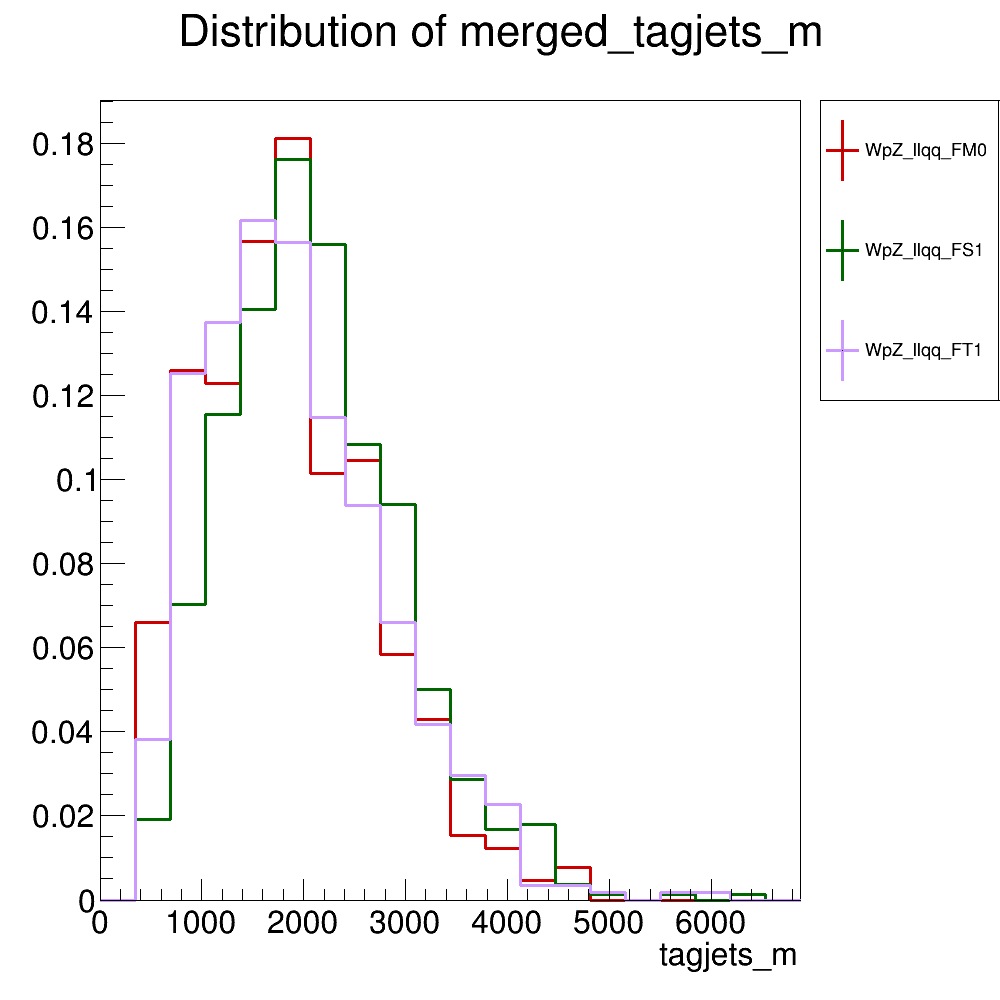 Distribution of merged_tagjets_m
0.18
0.16
0.14
0.12
0.1
0.08
0.06
0.04
0.02
0
0 1000 2000 3000 4000 5000 6000
tagjets_m
WpZ_llqq_FM0
WpZ_llqq_FS1
WpZ_llqq_FT1